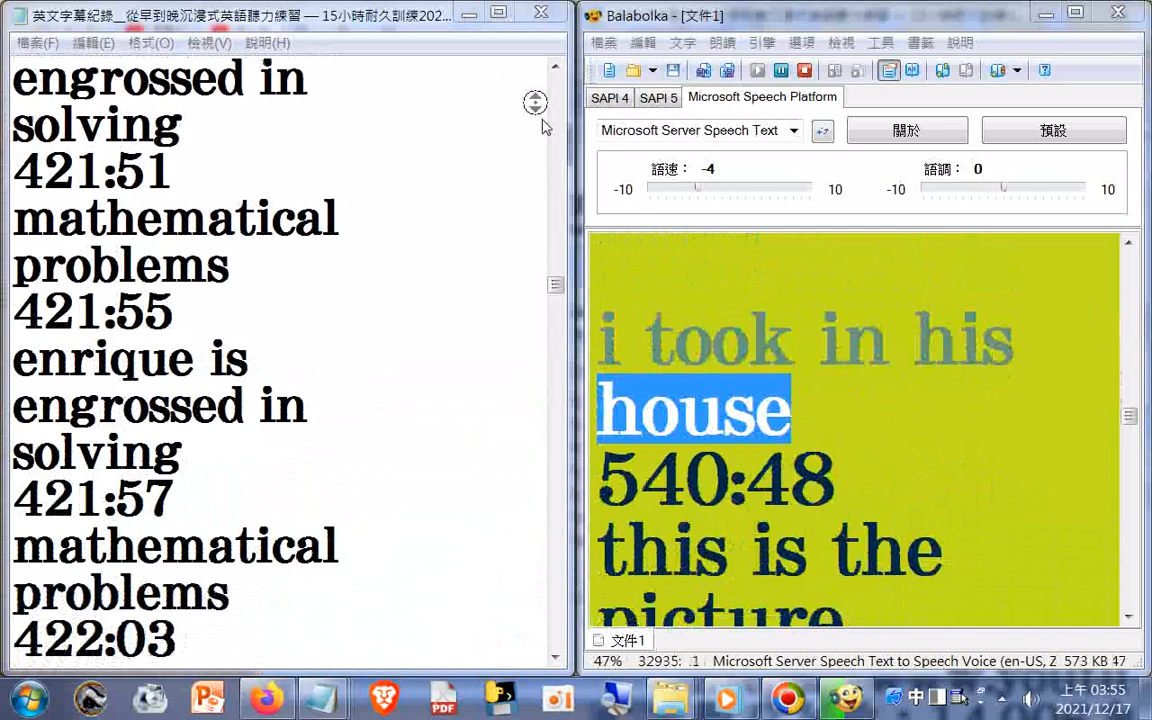 英文字幕紀錄__從早到晚沉浸式英語聽力練習 — 15小時耐久訓練202...
檔案(F) 編輯(E) 格式(O) 檢視(V) 說明(H)
engrossed in
solving
421:51
mathematical
problems
421:55
enrique is
engrossed in
solving
421:57
mathematical
problems
422:03
Balabolka - [文件1]
檔案 編輯 文字 朗讀 引擎 選項 檢視 工具 書籤 說明
SAPI 4 SAPI 5 Microsoft Speech Platform
Microsoft Server Speech Text 關於 預設
語速： -4 語調： 0
-10 10 -10 10
i took in his
house
540:48
this is the
picture
文件1
47% 32935: .1 Microsoft Server Speech Text to Speech Voice (en-US, Z 573 KB 47
中
上午 03:55
2021/12/17